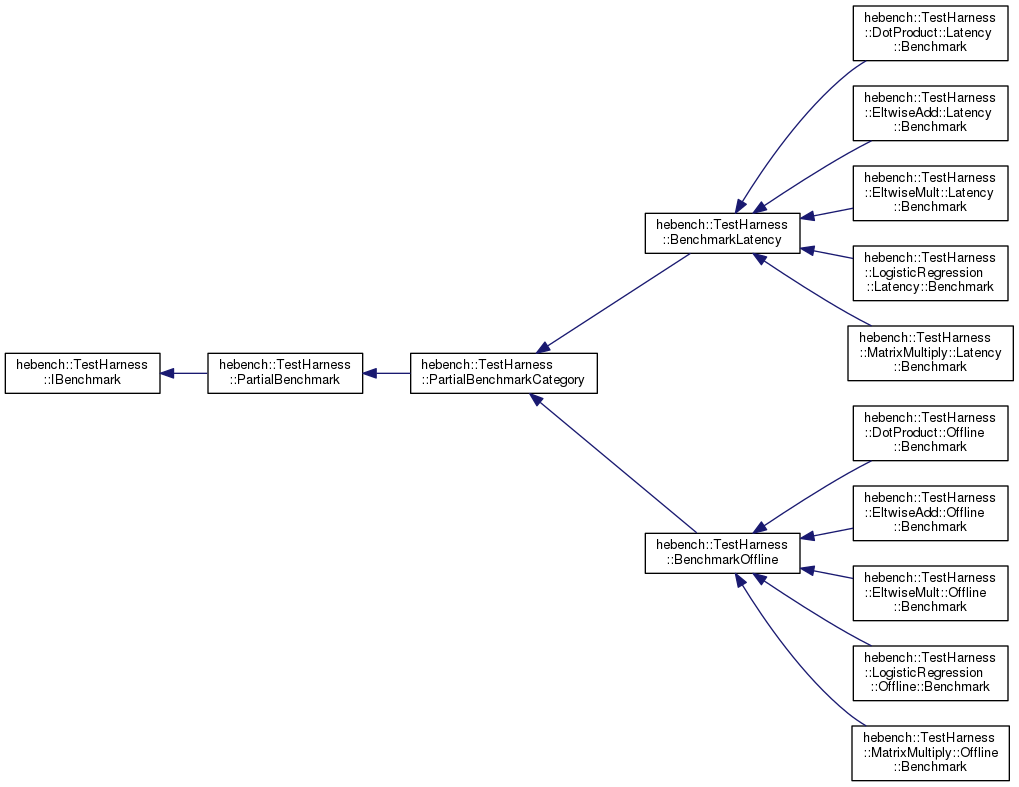 hebench::TestHarness
::IBenchmark
hebench::TestHarness
::PartialBenchmark
hebench::TestHarness
::PartialBenchmarkCategory
hebench::TestHarness
::BenchmarkLatency
hebench::TestHarness
::DotProduct::Latency
::Benchmark
hebench::TestHarness
::EltwiseAdd::Latency
::Benchmark
hebench::TestHarness
::EltwiseMult::Latency
::Benchmark
hebench::TestHarness
::LogisticRegression
::Latency::Benchmark
hebench::TestHarness
::MatrixMultiply::Latency
::Benchmark
hebench::TestHarness
::BenchmarkOffline
hebench::TestHarness
::DotProduct::Offline
::Benchmark
hebench::TestHarness
::EltwiseAdd::Offline
::Benchmark
hebench::TestHarness
::EltwiseMult::Offline
::Benchmark
hebench::TestHarness
::LogisticRegression
::Offline::Benchmark
hebench::TestHarness
::MatrixMultiply::Offline
::Benchmark